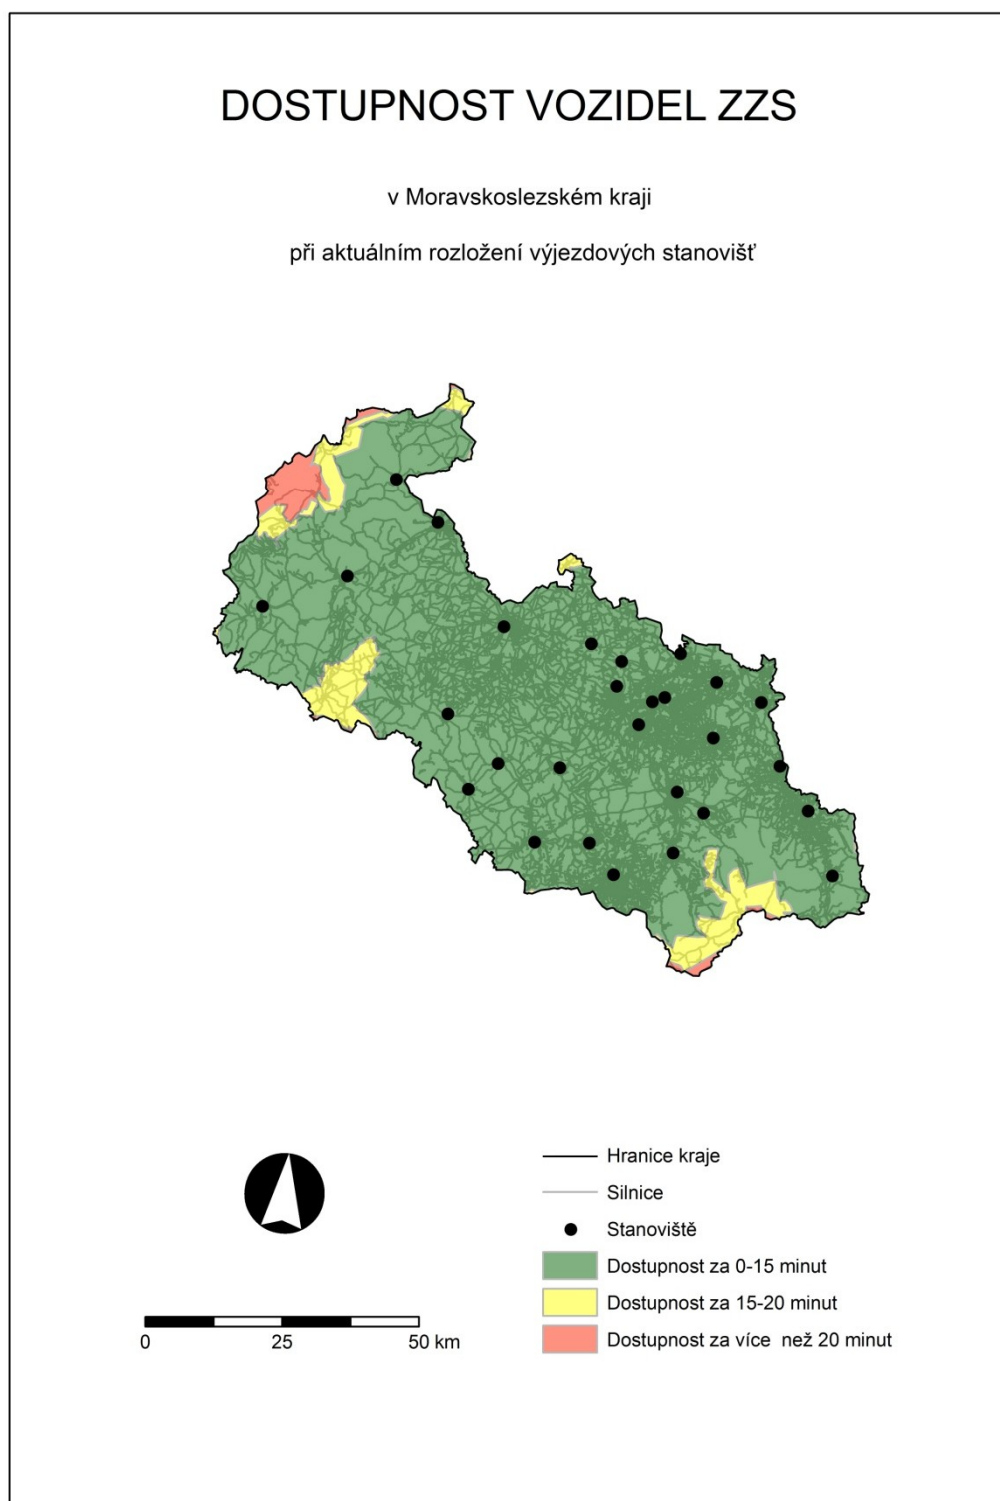 DOSTUPNOST VOZIDEL ZZS
v Moravskoslezském kraji
při aktuálním rozložení výjezdových stanovišť
Hranice kraje
Silnice
Stanoviště
Dostupnost za 0-15 minut
Dostupnost za 15-20 minut
Dostupnost za více než 20 minut
0 25 50 km